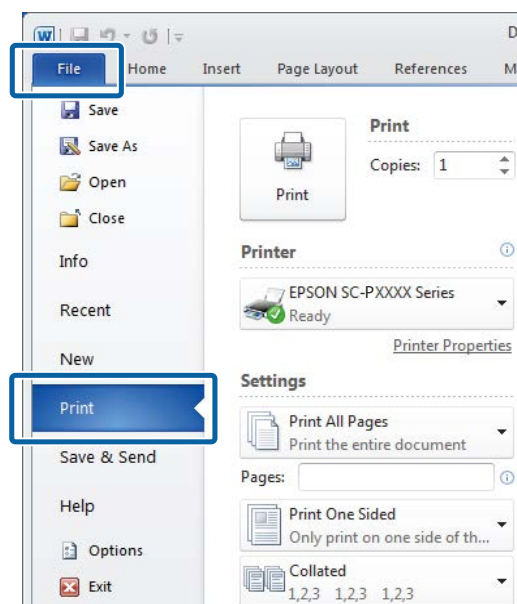 W D
File Home Insert Page Layout References M
Save
Save As
Open
Close
Info
Recent
New
Print
Save & Send
Help
Options
Exit
Print
Print
Copies: 1
Printer
EPSON SC-PXXXX Series
Ready
Printer Properties
Settings
Print All Pages
Print the entire document
Pages:
Print One Sided
Only print on one side of th...
Collated
1,2,3 1,2,3 1,2,3